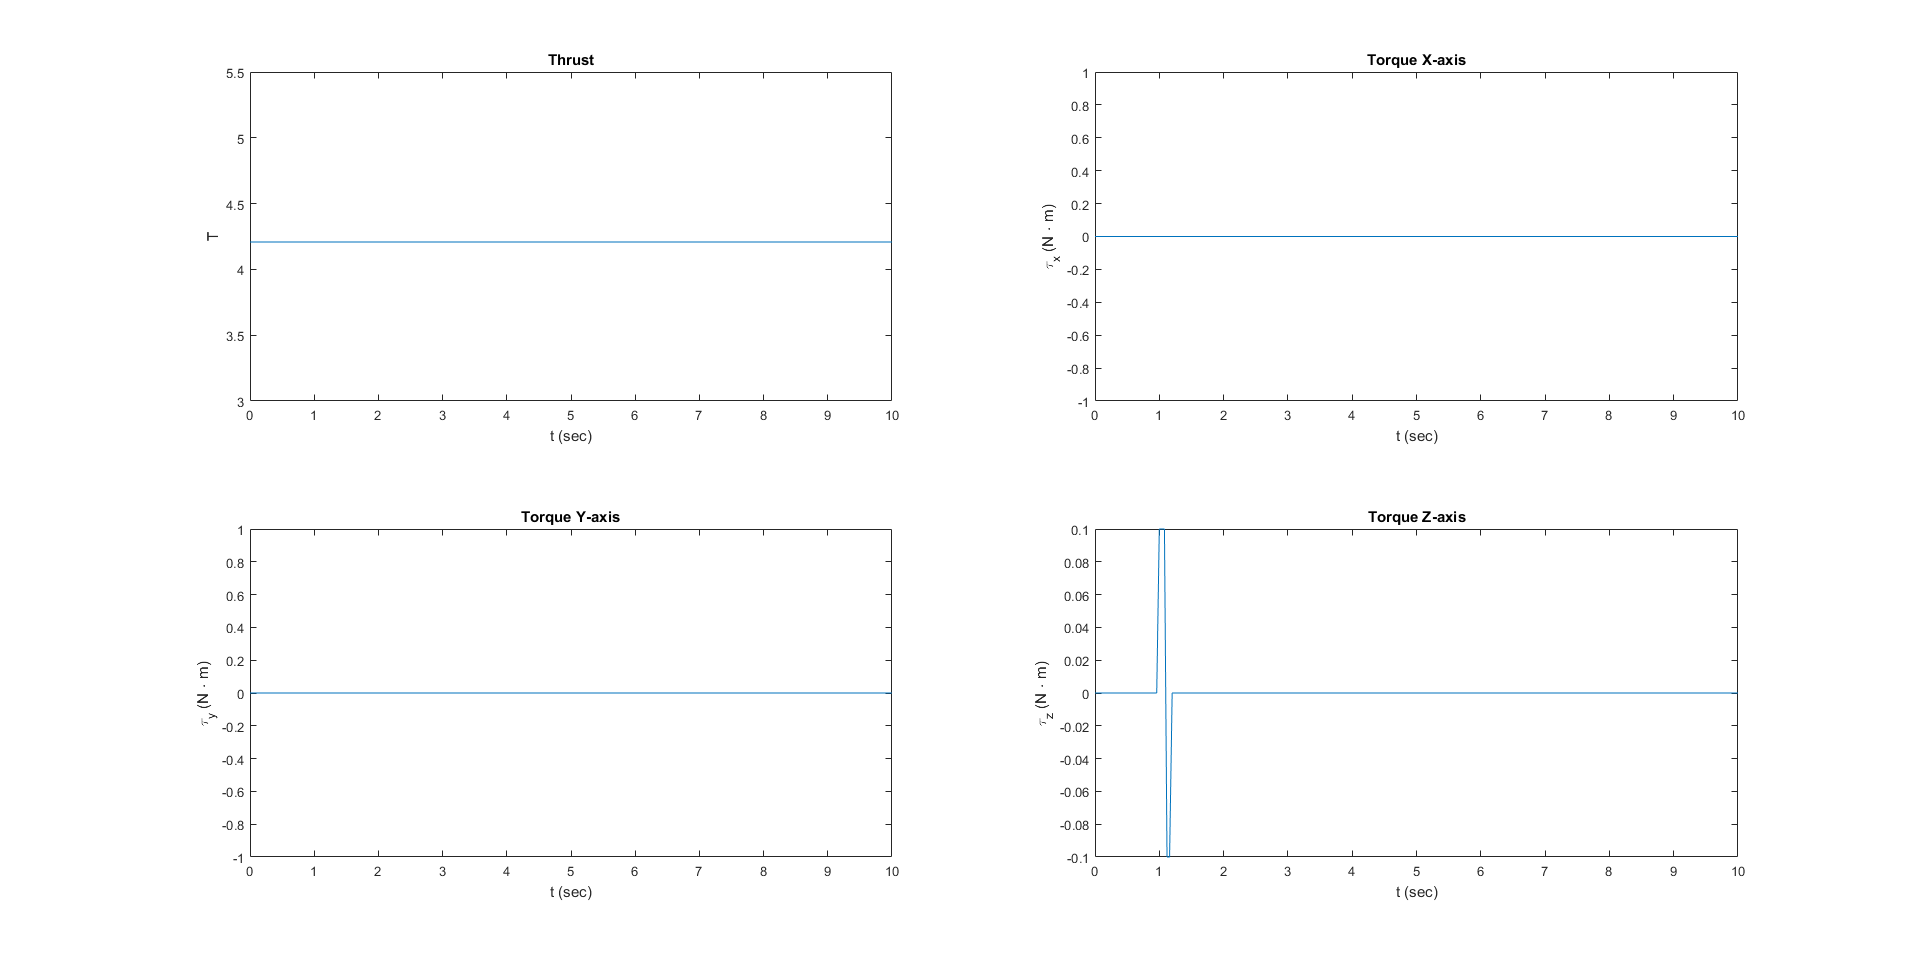 Thrust
5.5
5
4.5
4
3.5
3
T
0 1 2 3 4 5 6 7 8 9 10
t (sec)
Torque X-axis
1
0.8
0.6
0.4
0.2
0
-0.2
-0.4
-0.6
-0.8
-1
τx (N · m)
0 1 2 3 4 5 6 7 8 9 10
t (sec)
Torque Y-axis
1
0.8
0.6
0.4
0.2
0
-0.2
-0.4
-0.6
-0.8
-1
τy (N · m)
0 1 2 3 4 5 6 7 8 9 10
t (sec)
Torque Z-axis
0.1
0.08
0.06
0.04
0.02
0
-0.02
-0.04
-0.06
-0.08
-0.1
τz (N · m)
0 1 2 3 4 5 6 7 8 9 10
t (sec)